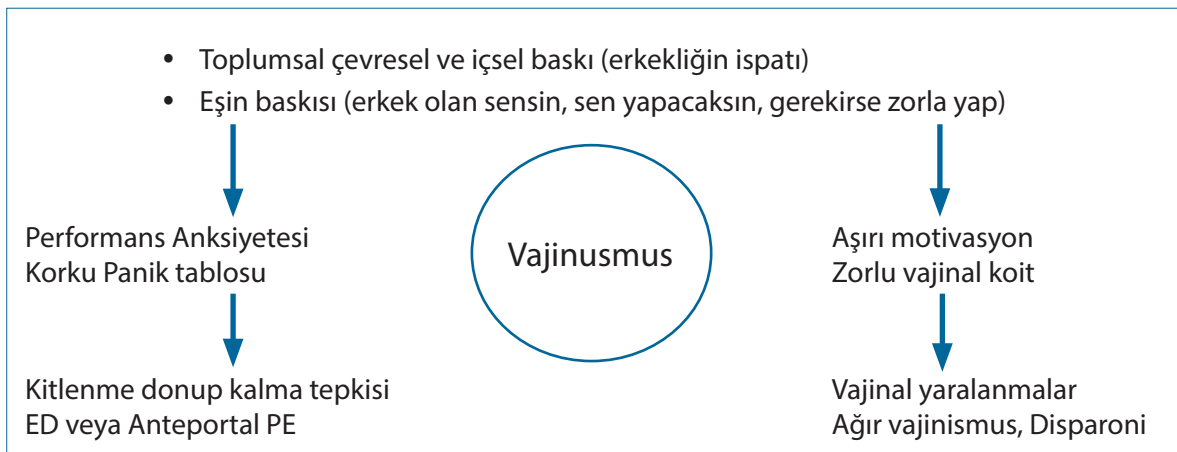 • Toplumsal çevresel ve içsel baskı (erkekliğin ispatı)
• Eşin baskısı (erkek olan sensin, sen yapacaksın, gerekirse zorla yap)
Performans Anksiyetesi
Korku Panik tablosu
Vajinusmus
Aşırı motivasyon
Zorlu vajinal koit
Kitlenme donup kalma tepkisi
ED veya Anteportal PE
Vajinal yaralanmalar
Ağır vajinismus, Disparoni